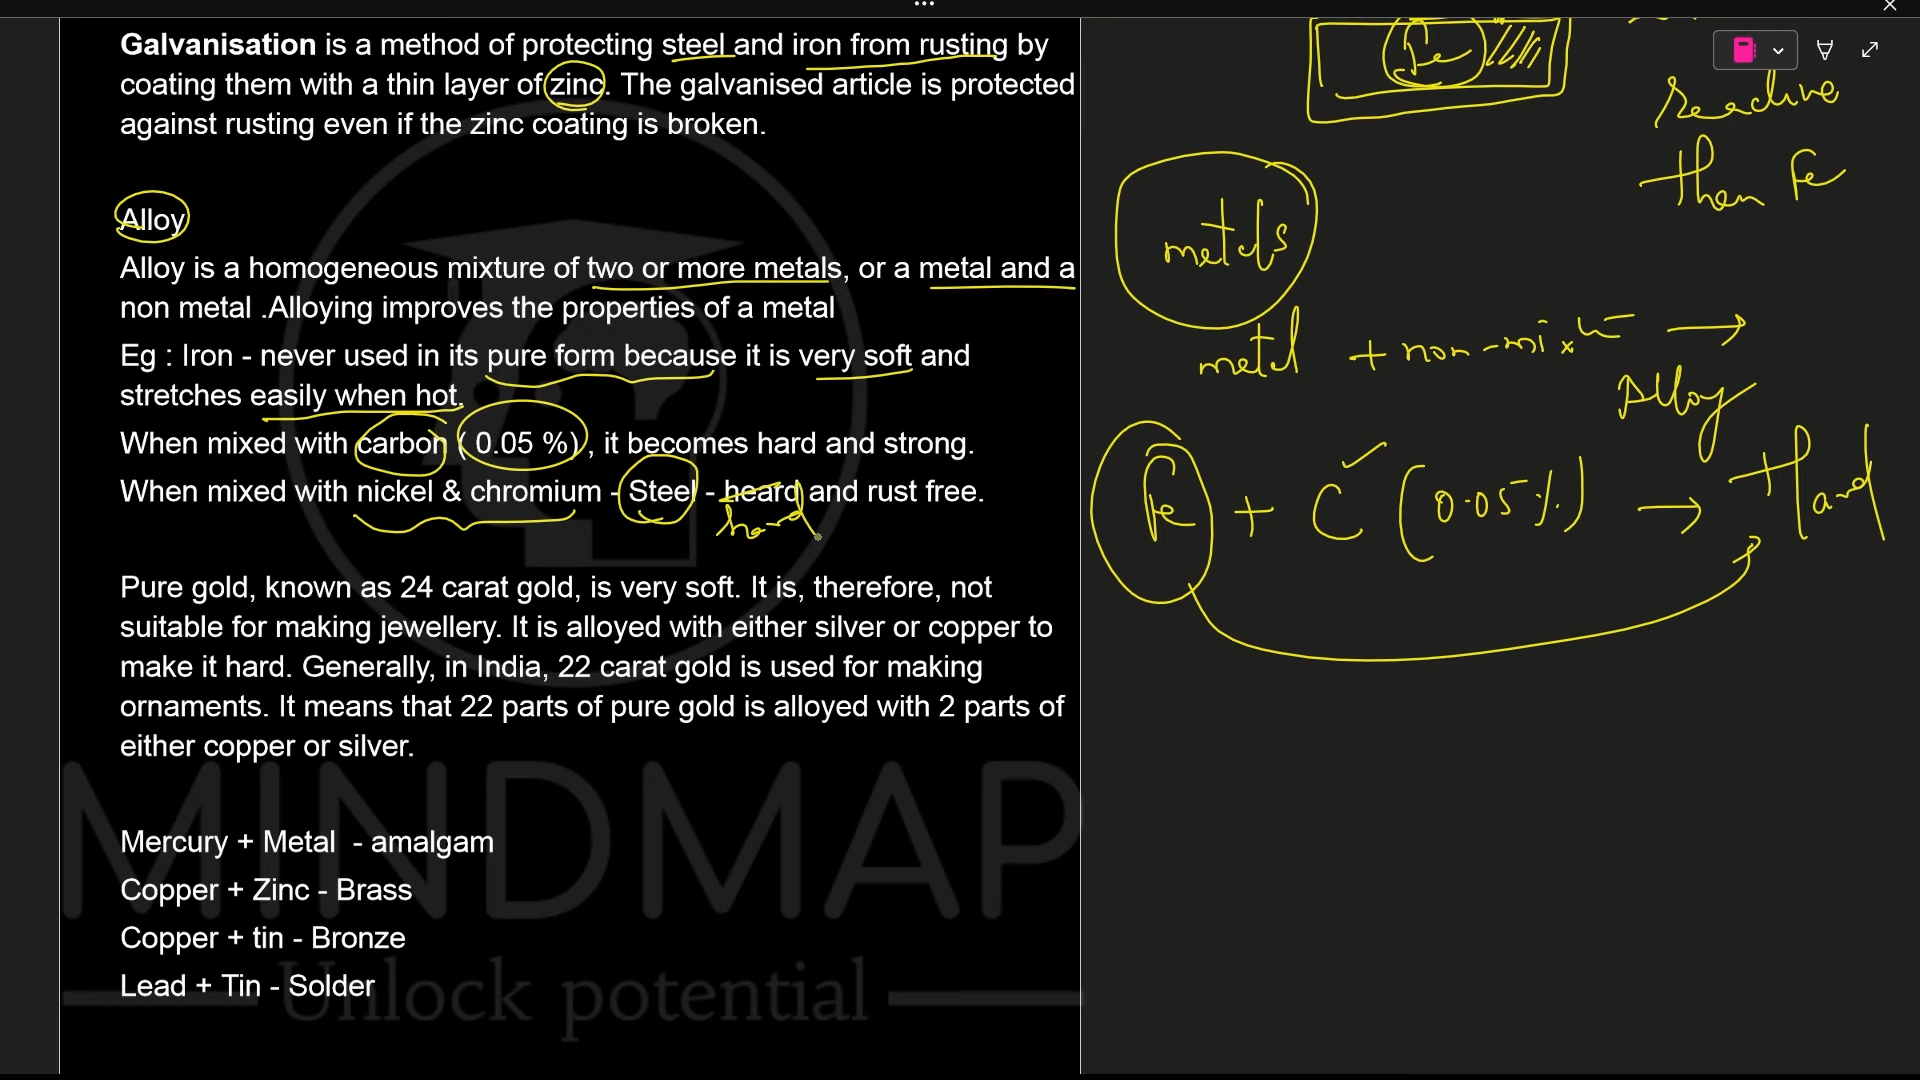 Galvanisation is a method of protecting steel and iron from rusting by
coating them with a thin layer of zinc. The galvanised article is protected
against rusting even if the zinc coating is broken.
Alloy
Alloy is a homogeneous mixture of two or more metals, or a metal and a
non metal .Alloying improves the properties of a metal
Eg : Iron - never used in its pure form because it is very soft and
stretches easily when hot.
When mixed with carbon ( 0.05 %) , it becomes hard and strong.
When mixed with nickel & chromium - Steel - heard and rust free.
hard
Pure gold, known as 24 carat gold, is very soft. It is, therefore, not
suitable for making jewellery. It is alloyed with either silver or copper to
make it hard. Generally, in India, 22 carat gold is used for making
ornaments. It means that 22 parts of pure gold is alloyed with 2 parts of
either copper or silver.
Mercury + Metal - amalgam
Copper + Zinc - Brass
Copper + tin - Bronze
Lead + Tin - Solder
MINDMAP
Unlock potential
Fe
then Fe
metals
metal + non-mix →
Alloy
Fe + C (0.05%) → Hard